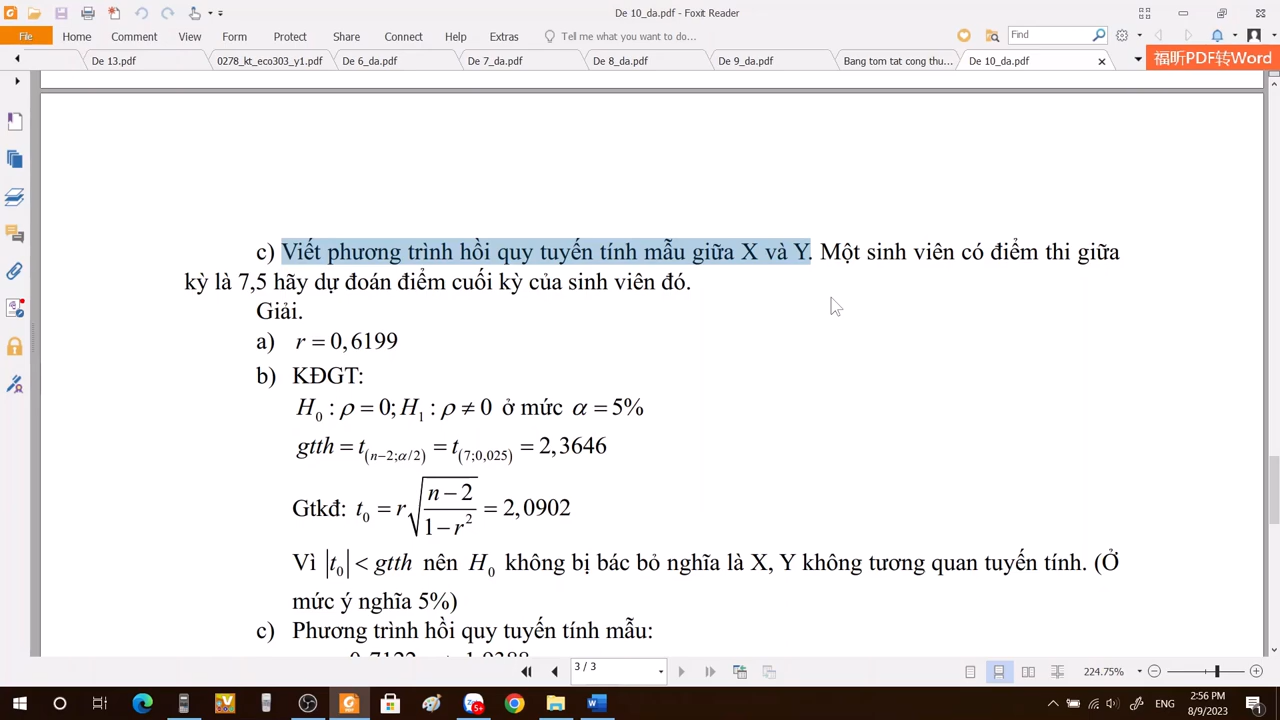 De 10_da.pdf - Foxit Reader
File Home Comment View Form Protect Share Connect Help Extras Tell me what you want to do... Find
De 13.pdf 0278_kt_eco303_y1.pdf De 6_da.pdf De 7_da.pdf De 8_da.pdf De 9_da.pdf Bang tom tat cong thu... De 10_da.pdf 福昕PDF转Word
c) Viết phương trình hồi quy tuyến tính mẫu giữa X và Y. Một sinh viên có điểm thi giữa
kỳ là 7,5 hãy dự đoán điểm cuối kỳ của sinh viên đó.
Giải.
a) r = 0,6199
b) KĐGT:
H₀ : ρ = 0; H₁ : ρ ≠ 0 ở mức α = 5%
gtth = t₍n−2;α/2₎ = t₍7;0,025₎ = 2,3646
Gtkđ: t₀ = r√((n−2)/(1−r²)) = 2,0902
Vì |t₀| < gtth nên H₀ không bị bác bỏ nghĩa là X, Y không tương quan tuyến tính. (Ở
mức ý nghĩa 5%)
c) Phương trình hồi quy tuyến tính mẫu:
3 / 3 224.75%
5+ ENG 2:56 PM
8/9/2023 1